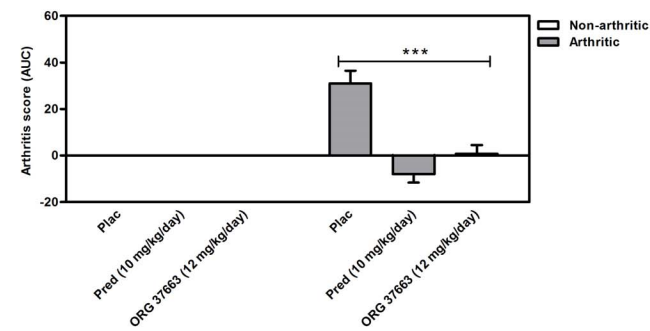 Non-arthritic
Arthritic
Arthritis score (AUC)
60
40
20
0
-20
***
Plac
Pred (10 mg/kg/day)
ORG 37663 (12 mg/kg/day)
Plac
Pred (10 mg/kg/day)
ORG 37663 (12 mg/kg/day)